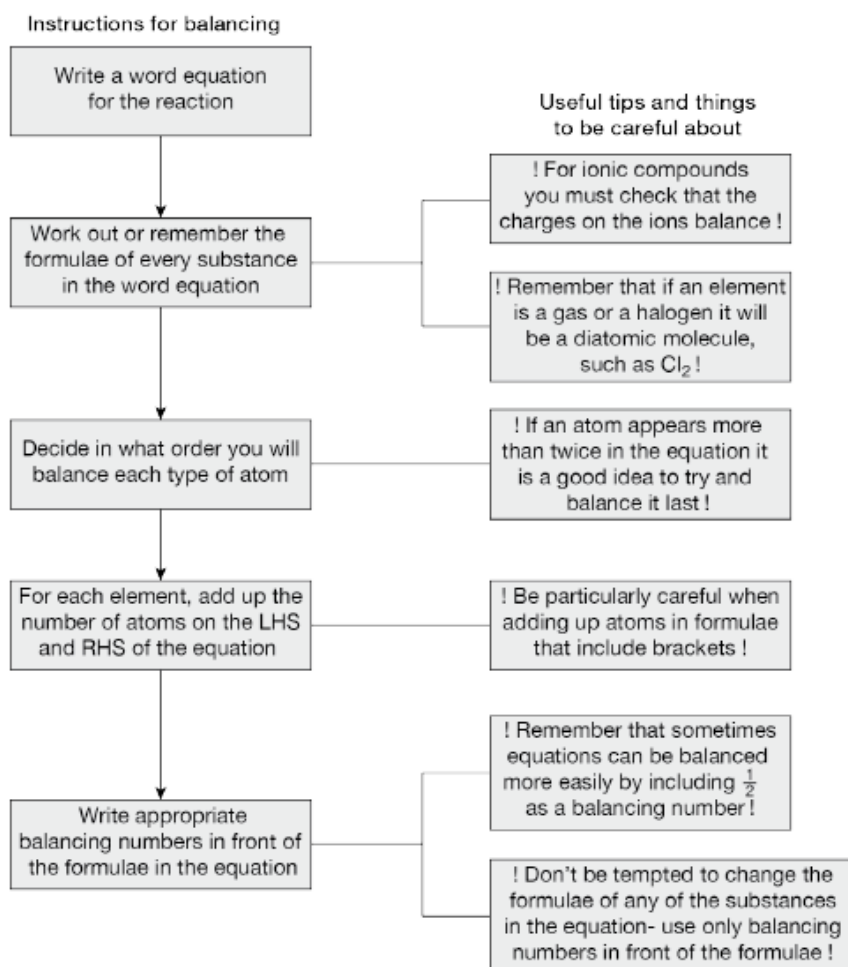 Instructions for balancing
Write a word equation
for the reaction
Useful tips and things
to be careful about
! For ionic compounds
you must check that the
charges on the ions balance !
Work out or remember the
formulae of every substance
in the word equation
! Remember that if an element
is a gas or a halogen it will
be a diatomic molecule,
such as Cl₂ !
Decide in what order you will
balance each type of atom
! If an atom appears more
than twice in the equation it
is a good idea to try and
balance it last !
For each element, add up the
number of atoms on the LHS
and RHS of the equation
! Be particularly careful when
adding up atoms in formulae
that include brackets !
! Remember that sometimes
equations can be balanced
more easily by including ½
as a balancing number !
Write appropriate
balancing numbers in front of
the formulae in the equation
! Don't be tempted to change the
formulae of any of the substances
in the equation- use only balancing
numbers in front of the formulae !